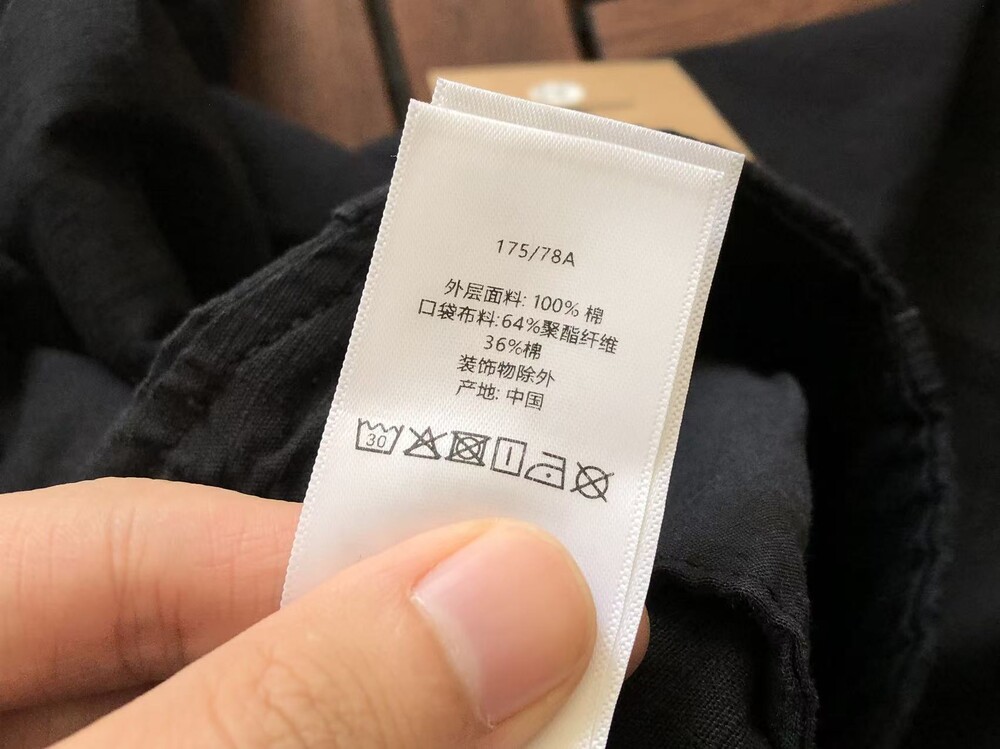 175/78A
外层面料: 100% 棉
口袋布料:64%聚酯纤维
36%棉
装饰物除外
产地: 中国
30